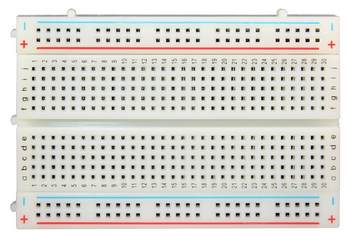 − −
+ +
1 2 3 4 5 6 7 8 9 10 11 12 13 14 15 16 17 18 19 20 21 22 23 24 25 26 27 28 29 30
j j
i i
h h
g g
f f
e e
d d
c c
b b
a a
1 2 3 4 5 6 7 8 9 10 11 12 13 14 15 16 17 18 19 20 21 22 23 24 25 26 27 28 29 30
− −
+ +